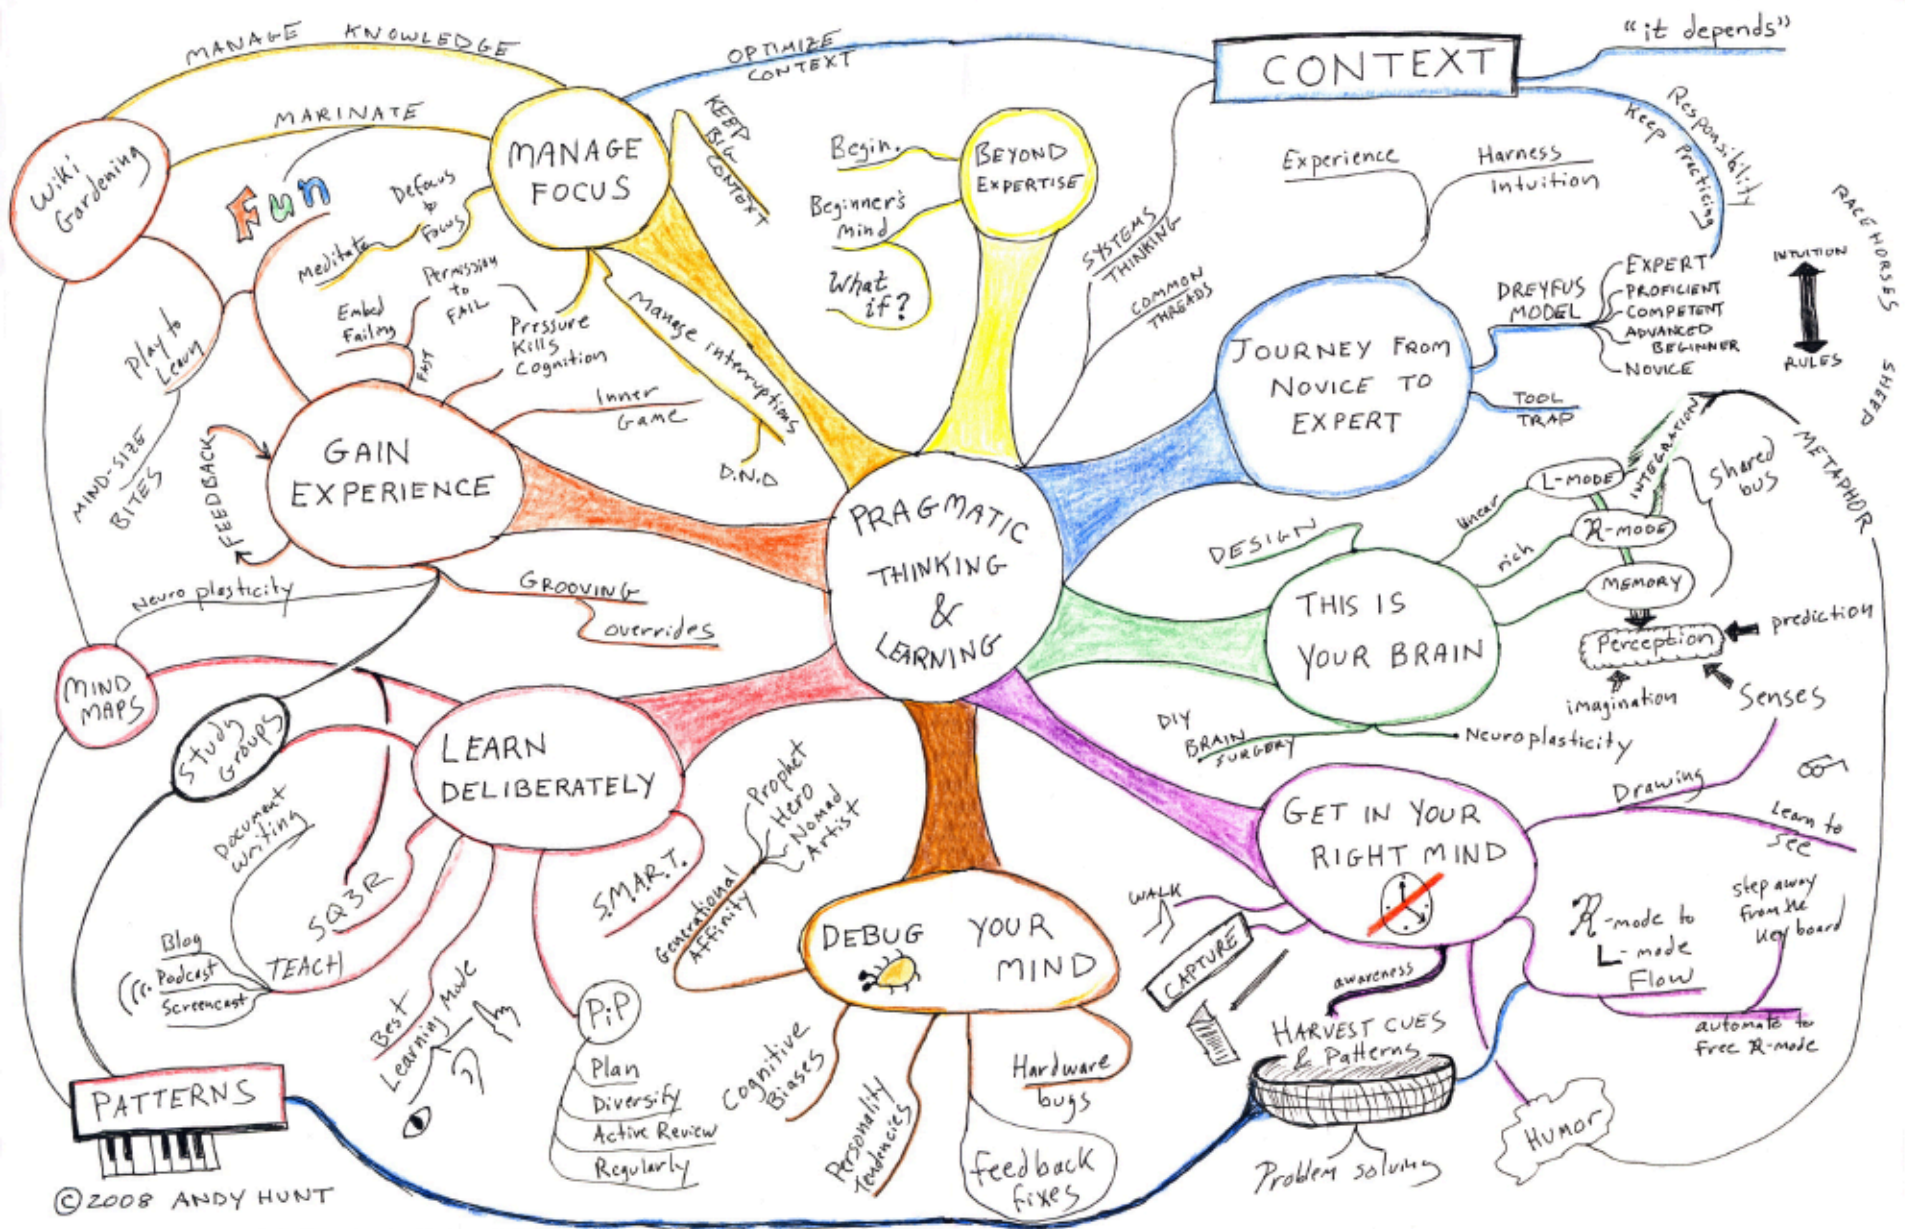 MANAGE KNOWLEDGE
OPTIMIZE
CONTEXT
CONTEXT
"it depends"
Responsibility
Keep Practicing
MARINATE
Wiki
Gardening
MANAGE
FOCUS
KEEP
BIG
CONTEXT
Fun
Defocus
to
Focus
Meditate
Begin.
Beginner's
Mind
What
if?
BEYOND
EXPERTISE
SYSTEMS
THINKING
COMMON
THREADS
Experience
Harness
Intuition
JOURNEY FROM
NOVICE TO
EXPERT
DREYFUS
MODEL
EXPERT
PROFICIENT
COMPETENT
ADVANCED
BEGINNER
NOVICE
TOOL
TRAP
RACEHORSES
INTUITION
RULES
SHEEP
Play to
Learn
MIND-SIZE
BITES
Embed
Failing
FAST
Permission
to
FAIL
Pressure
Kills
Cognition
Manage interruptions
D.N.D
Inner
Game
FEEDBACK
GAIN
EXPERIENCE
GROOVING
overrides
Neuro plasticity
PRAGMATIC
THINKING
&
LEARNING
DESIGN
linear
rich
L-MODE
R-MODE
MEMORY
INTEGRATION
Shared
bus
METAPHOR
THIS IS
YOUR BRAIN
Perception
prediction
imagination
Senses
DIY
BRAIN
SURGERY
Neuroplasticity
MIND
MAPS
Study
Groups
LEARN
DELIBERATELY
Document
Writing
SQ3R
TEACH
Blog
Podcast
Screencast
Best
Learning Mode
S.M.A.R.T.
PiP
Plan
Diversify
Active Review
Regularly
Prophet
Hero
Nomad
Artist
Generational
Affinity
DEBUG YOUR
MIND
Cognitive
Biases
Personality
Tendencies
Hardware
bugs
feedback
fixes
GET IN YOUR
RIGHT MIND
Drawing
Learn to
See
WALK
CAPTURE
awareness
HARVEST CUES
& Patterns
Problem solving
R-mode to
L-mode
Flow
step away
from the
keyboard
automate to
free R-mode
HUMOR
PATTERNS
©2008 ANDY HUNT